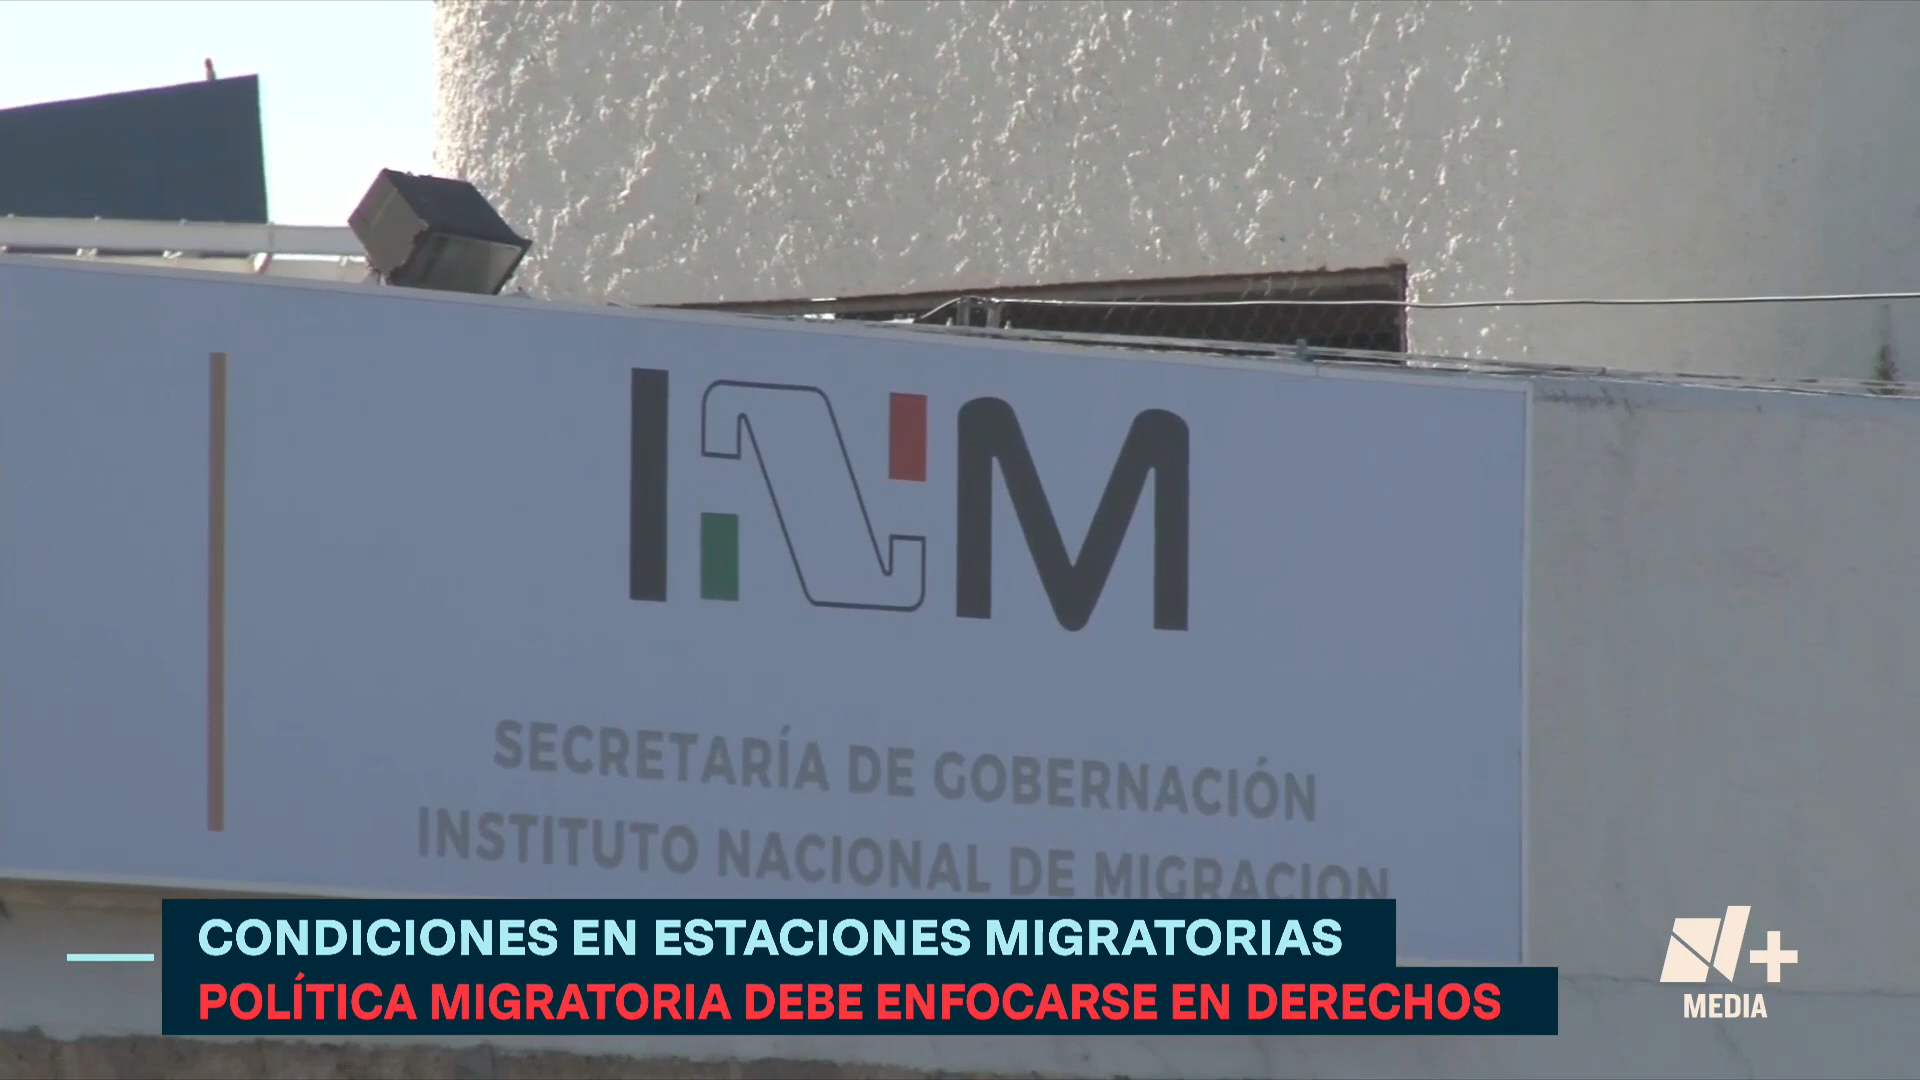 INM
SECRETARÍA DE GOBERNACIÓN
INSTITUTO NACIONAL DE MIGRACION
CONDICIONES EN ESTACIONES MIGRATORIAS
POLÍTICA MIGRATORIA DEBE ENFOCARSE EN DERECHOS
N+
MEDIA